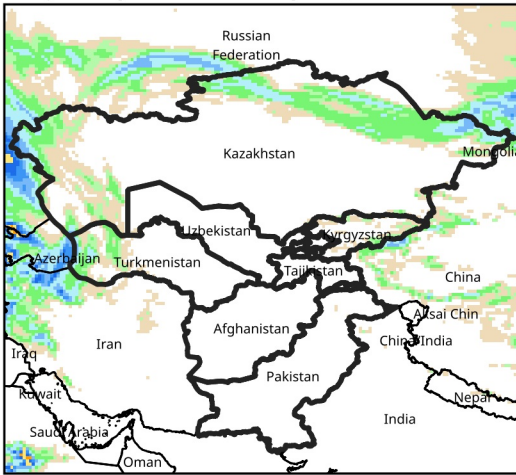 Russian
Federation
Kazakhstan
Mongolia
Uzbekistan
Kyrgyzstan
Azerbaijan
Turkmenistan
Tajikistan
China
Aksai Chin
Afghanistan
China/India
Iran
Iraq
Pakistan
Kuwait
Nepal
India
Saudi Arabia
Oman